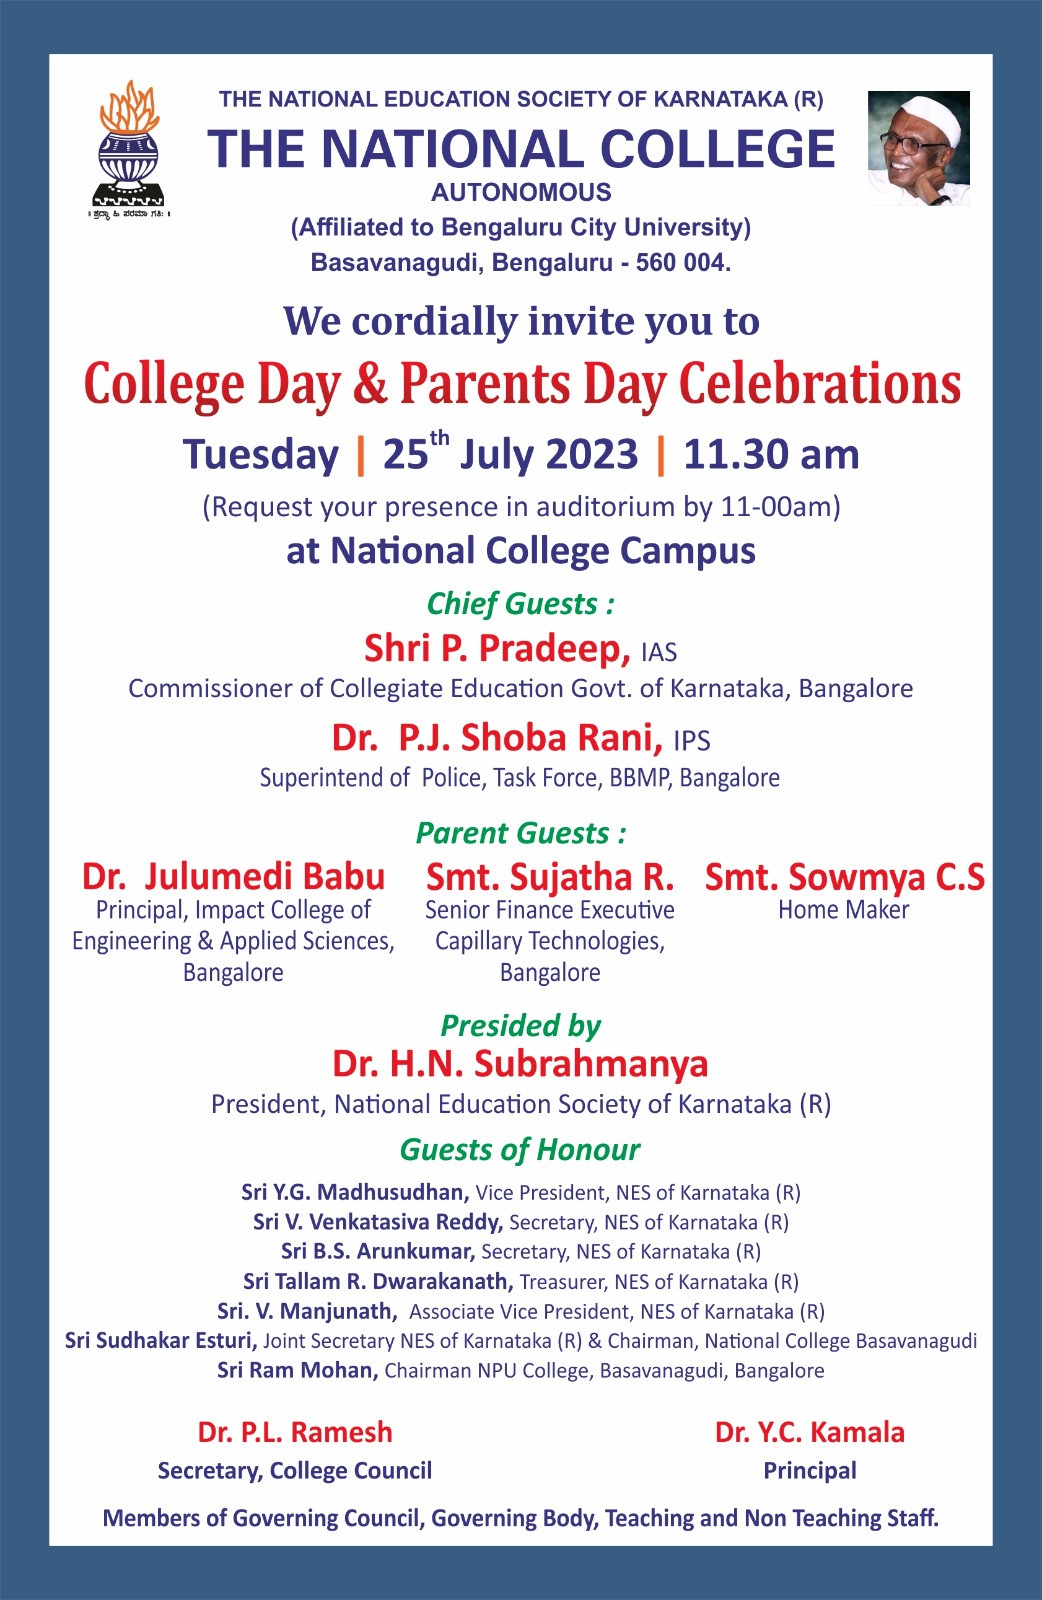 THE NATIONAL EDUCATION SOCIETY OF KARNATAKA (R)
THE NATIONAL COLLEGE
AUTONOMOUS
(Affiliated to Bengaluru City University)
Basavanagudi, Bengaluru - 560 004.
। ಶ್ರದ್ಧಾ ಹಿ ಪರಮಾ ಗತಿ: ।
We cordially invite you to
College Day & Parents Day Celebrations
Tuesday | 25th July 2023 | 11.30 am
(Request your presence in auditorium by 11-00am)
at National College Campus
Chief Guests :
Shri P. Pradeep, IAS
Commissioner of Collegiate Education Govt. of Karnataka, Bangalore
Dr. P.J. Shoba Rani, IPS
Superintend of Police, Task Force, BBMP, Bangalore
Parent Guests :
Dr. Julumedi Babu
Principal, Impact College of
Engineering & Applied Sciences,
Bangalore
Smt. Sujatha R.
Senior Finance Executive
Capillary Technologies,
Bangalore
Smt. Sowmya C.S
Home Maker
Presided by
Dr. H.N. Subrahmanya
President, National Education Society of Karnataka (R)
Guests of Honour
Sri Y.G. Madhusudhan, Vice President, NES of Karnataka (R)
Sri V. Venkatasiva Reddy, Secretary, NES of Karnataka (R)
Sri B.S. Arunkumar, Secretary, NES of Karnataka (R)
Sri Tallam R. Dwarakanath, Treasurer, NES of Karnataka (R)
Sri. V. Manjunath, Associate Vice President, NES of Karnataka (R)
Sri Sudhakar Esturi, Joint Secretary NES of Karnataka (R) & Chairman, National College Basavanagudi
Sri Ram Mohan, Chairman NPU College, Basavanagudi, Bangalore
Dr. P.L. Ramesh
Secretary, College Council
Dr. Y.C. Kamala
Principal
Members of Governing Council, Governing Body, Teaching and Non Teaching Staff.